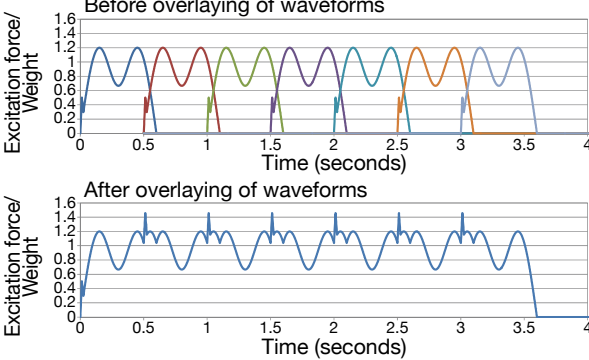 Before overlaying of waveforms
Excitation force/
Weight
1.6
1.4
1.2
1.0
0.8
0.6
0.4
0.2
0
0 0.5 1 1.5 2 2.5 3 3.5 4
Time (seconds)
After overlaying of waveforms
Excitation force/
Weight
1.6
1.4
1.2
1.0
0.8
0.6
0.4
0.2
0
0 0.5 1 1.5 2 2.5 3 3.5 4
Time (seconds)